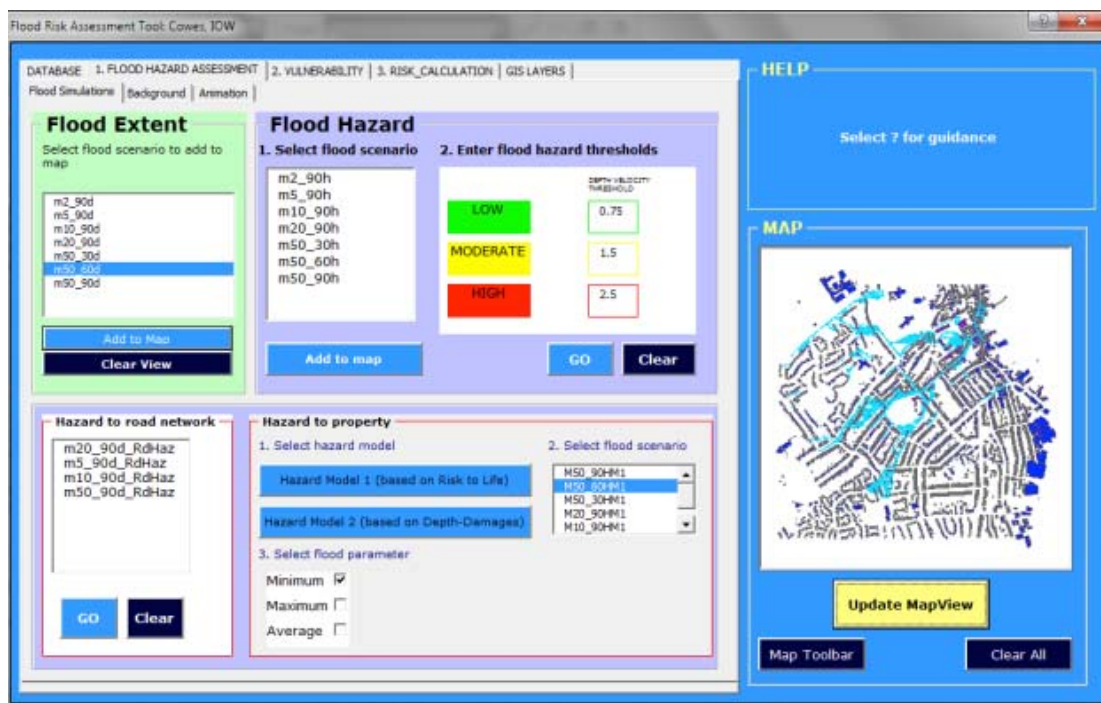 Flood Risk Assessment Tool: Cowes, IOW
DATABASE 1. FLOOD HAZARD ASSESSMENT 2. VULNERABILITY 3. RISK_CALCULATION GIS LAYERS
Flood Simulations Background Animation
Flood Extent
Select flood scenario to add to
map
m2_90d
m5_90d
m10_90d
m20_90d
m50_30d
m50_60d
m50_90d
Add to Map
Clear View
Flood Hazard
1. Select flood scenario
m2_90h
m5_90h
m10_90h
m20_90h
m50_30h
m50_60h
m50_90h
Add to map
2. Enter flood hazard thresholds
DEPTH VELOCITY
THRESHOLD
LOW 0.75
MODERATE 1.5
HIGH 2.5
GO Clear
Hazard to road network
m20_90d_RdHaz
m5_90d_RdHaz
m10_90d_RdHaz
m50_90d_RdHaz
GO Clear
Hazard to property
1. Select hazard model
Hazard Model 1 (based on Risk to Life)
Hazard Model 2 (based on Depth-Damages)
2. Select flood scenario
M50_90HM1
M50_60HM1
M50_30HM1
M20_90HM1
M10_90HM1
3. Select flood parameter
Minimum
Maximum
Average
HELP
Select ? for guidance
MAP
Update MapView
Map Toolbar Clear All